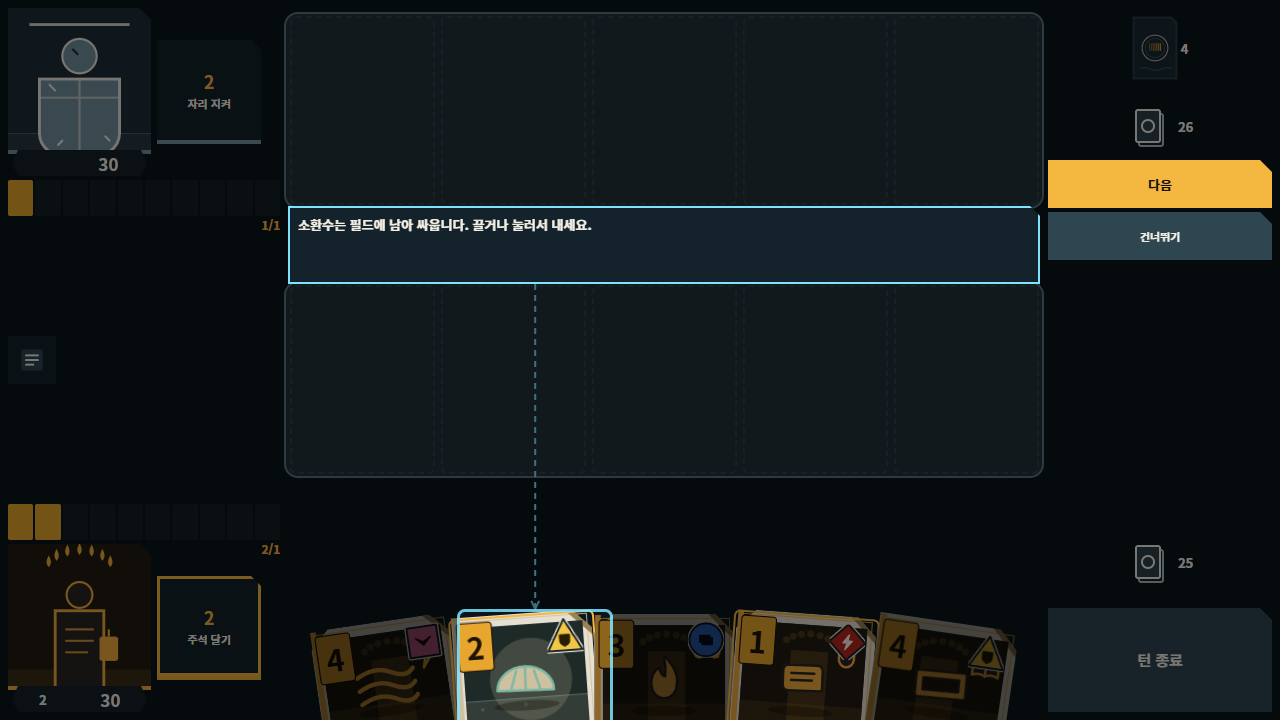 2
자리 지켜
30
1/1
4
26
다음
건너뛰기
소환수는 필드에 남아 싸웁니다. 끌거나 눌러서 내세요.
2/1
2
주석 달기
2
30
25
턴 종료
4
2
3
1
4